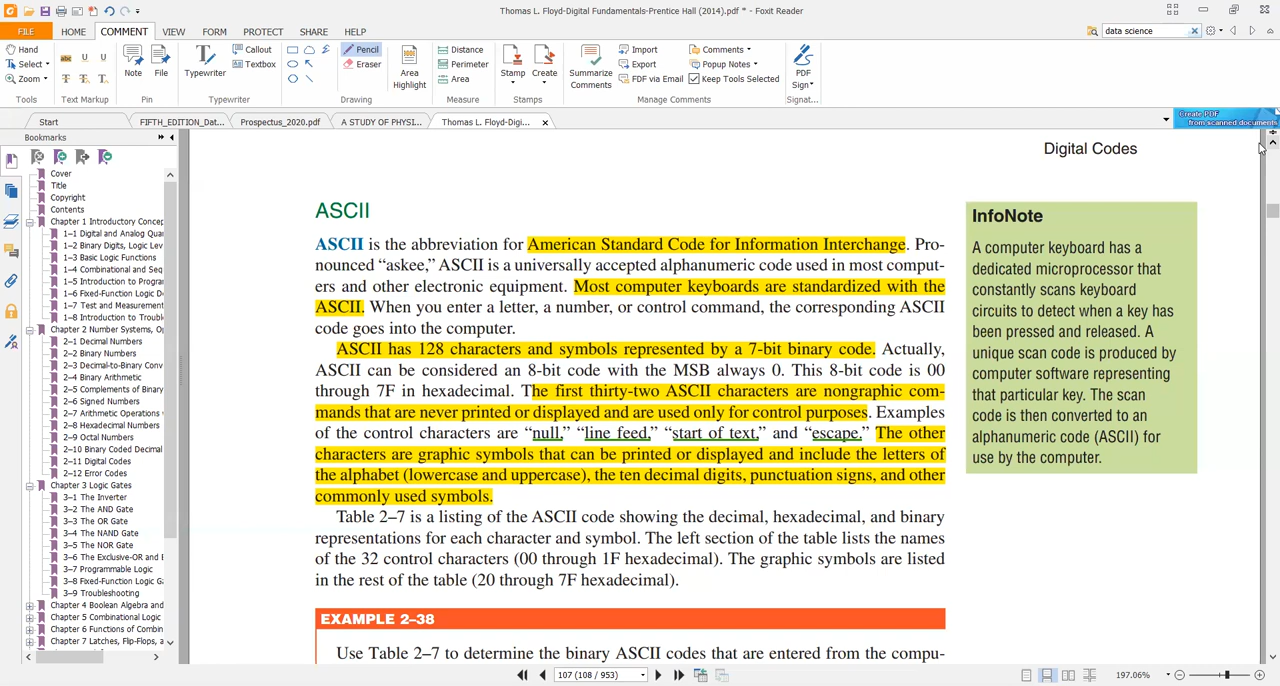 Thomas L. Floyd-Digital Fundamentals-Prentice Hall (2014).pdf * - Foxit Reader
FILE HOME COMMENT VIEW FORM PROTECT SHARE HELP data science
Hand
Select
Zoom
Tools
Text Markup
Note
File
Pin
Typewriter
Callout
Textbox
Typewriter
Pencil
Eraser
Drawing
Area Highlight
Distance
Perimeter
Area
Measure
Stamp
Create
Stamps
Summarize Comments
Import
Export
FDF via Email
Comments
Popup Notes
Keep Tools Selected
Manage Comments
PDF Sign
Signat...
Start FIFTH_EDITION_Dat... Prospectus_2020.pdf A STUDY OF PHYSI... Thomas L. Floyd-Digi...
Create PDF
from scanned documents
Bookmarks
Cover
Title
Copyright
Contents
Chapter 1 Introductory Concep
1–1 Digital and Analog Quan
1–2 Binary Digits, Logic Lev
1–3 Basic Logic Functions
1–4 Combinational and Seq
1–5 Introduction to Progran
1–6 Fixed-Function Logic D
1–7 Test and Measurement
1–8 Introduction to Troubl
Chapter 2 Number Systems, Op
2–1 Decimal Numbers
2–2 Binary Numbers
2–3 Decimal-to-Binary Conv
2–4 Binary Arithmetic
2–5 Complements of Binary
2–6 Signed Numbers
2–7 Arithmetic Operations
2–8 Hexadecimal Numbers
2–9 Octal Numbers
2–10 Binary Coded Decimal
2–11 Digital Codes
2–12 Error Codes
Chapter 3 Logic Gates
3–1 The Inverter
3–2 The AND Gate
3–3 The OR Gate
3–4 The NAND Gate
3–5 The NOR Gate
3–6 The Exclusive-OR and E
3–7 Programmable Logic
3–8 Fixed-Function Logic Ga
3–9 Troubleshooting
Chapter 4 Boolean Algebra and
Chapter 5 Combinational Logic
Chapter 6 Functions of Combin
Chapter 7 Latches, Flip-Flops, a
Digital Codes
ASCII
ASCII is the abbreviation for American Standard Code for Information Interchange. Pro-
nounced “askee,” ASCII is a universally accepted alphanumeric code used in most comput-
ers and other electronic equipment. Most computer keyboards are standardized with the
ASCII. When you enter a letter, a number, or control command, the corresponding ASCII
code goes into the computer.
ASCII has 128 characters and symbols represented by a 7-bit binary code. Actually,
ASCII can be considered an 8-bit code with the MSB always 0. This 8-bit code is 00
through 7F in hexadecimal. The first thirty-two ASCII characters are nongraphic com-
mands that are never printed or displayed and are used only for control purposes. Examples
of the control characters are “null,” “line feed,” “start of text,” and “escape.” The other
characters are graphic symbols that can be printed or displayed and include the letters of
the alphabet (lowercase and uppercase), the ten decimal digits, punctuation signs, and other
commonly used symbols.
Table 2–7 is a listing of the ASCII code showing the decimal, hexadecimal, and binary
representations for each character and symbol. The left section of the table lists the names
of the 32 control characters (00 through 1F hexadecimal). The graphic symbols are listed
in the rest of the table (20 through 7F hexadecimal).
EXAMPLE 2–38
Use Table 2–7 to determine the binary ASCII codes that are entered from the compu-
InfoNote
A computer keyboard has a
dedicated microprocessor that
constantly scans keyboard
circuits to detect when a key has
been pressed and released. A
unique scan code is produced by
computer software representing
that particular key. The scan
code is then converted to an
alphanumeric code (ASCII) for
use by the computer.
107 (108 / 953)
197.06%